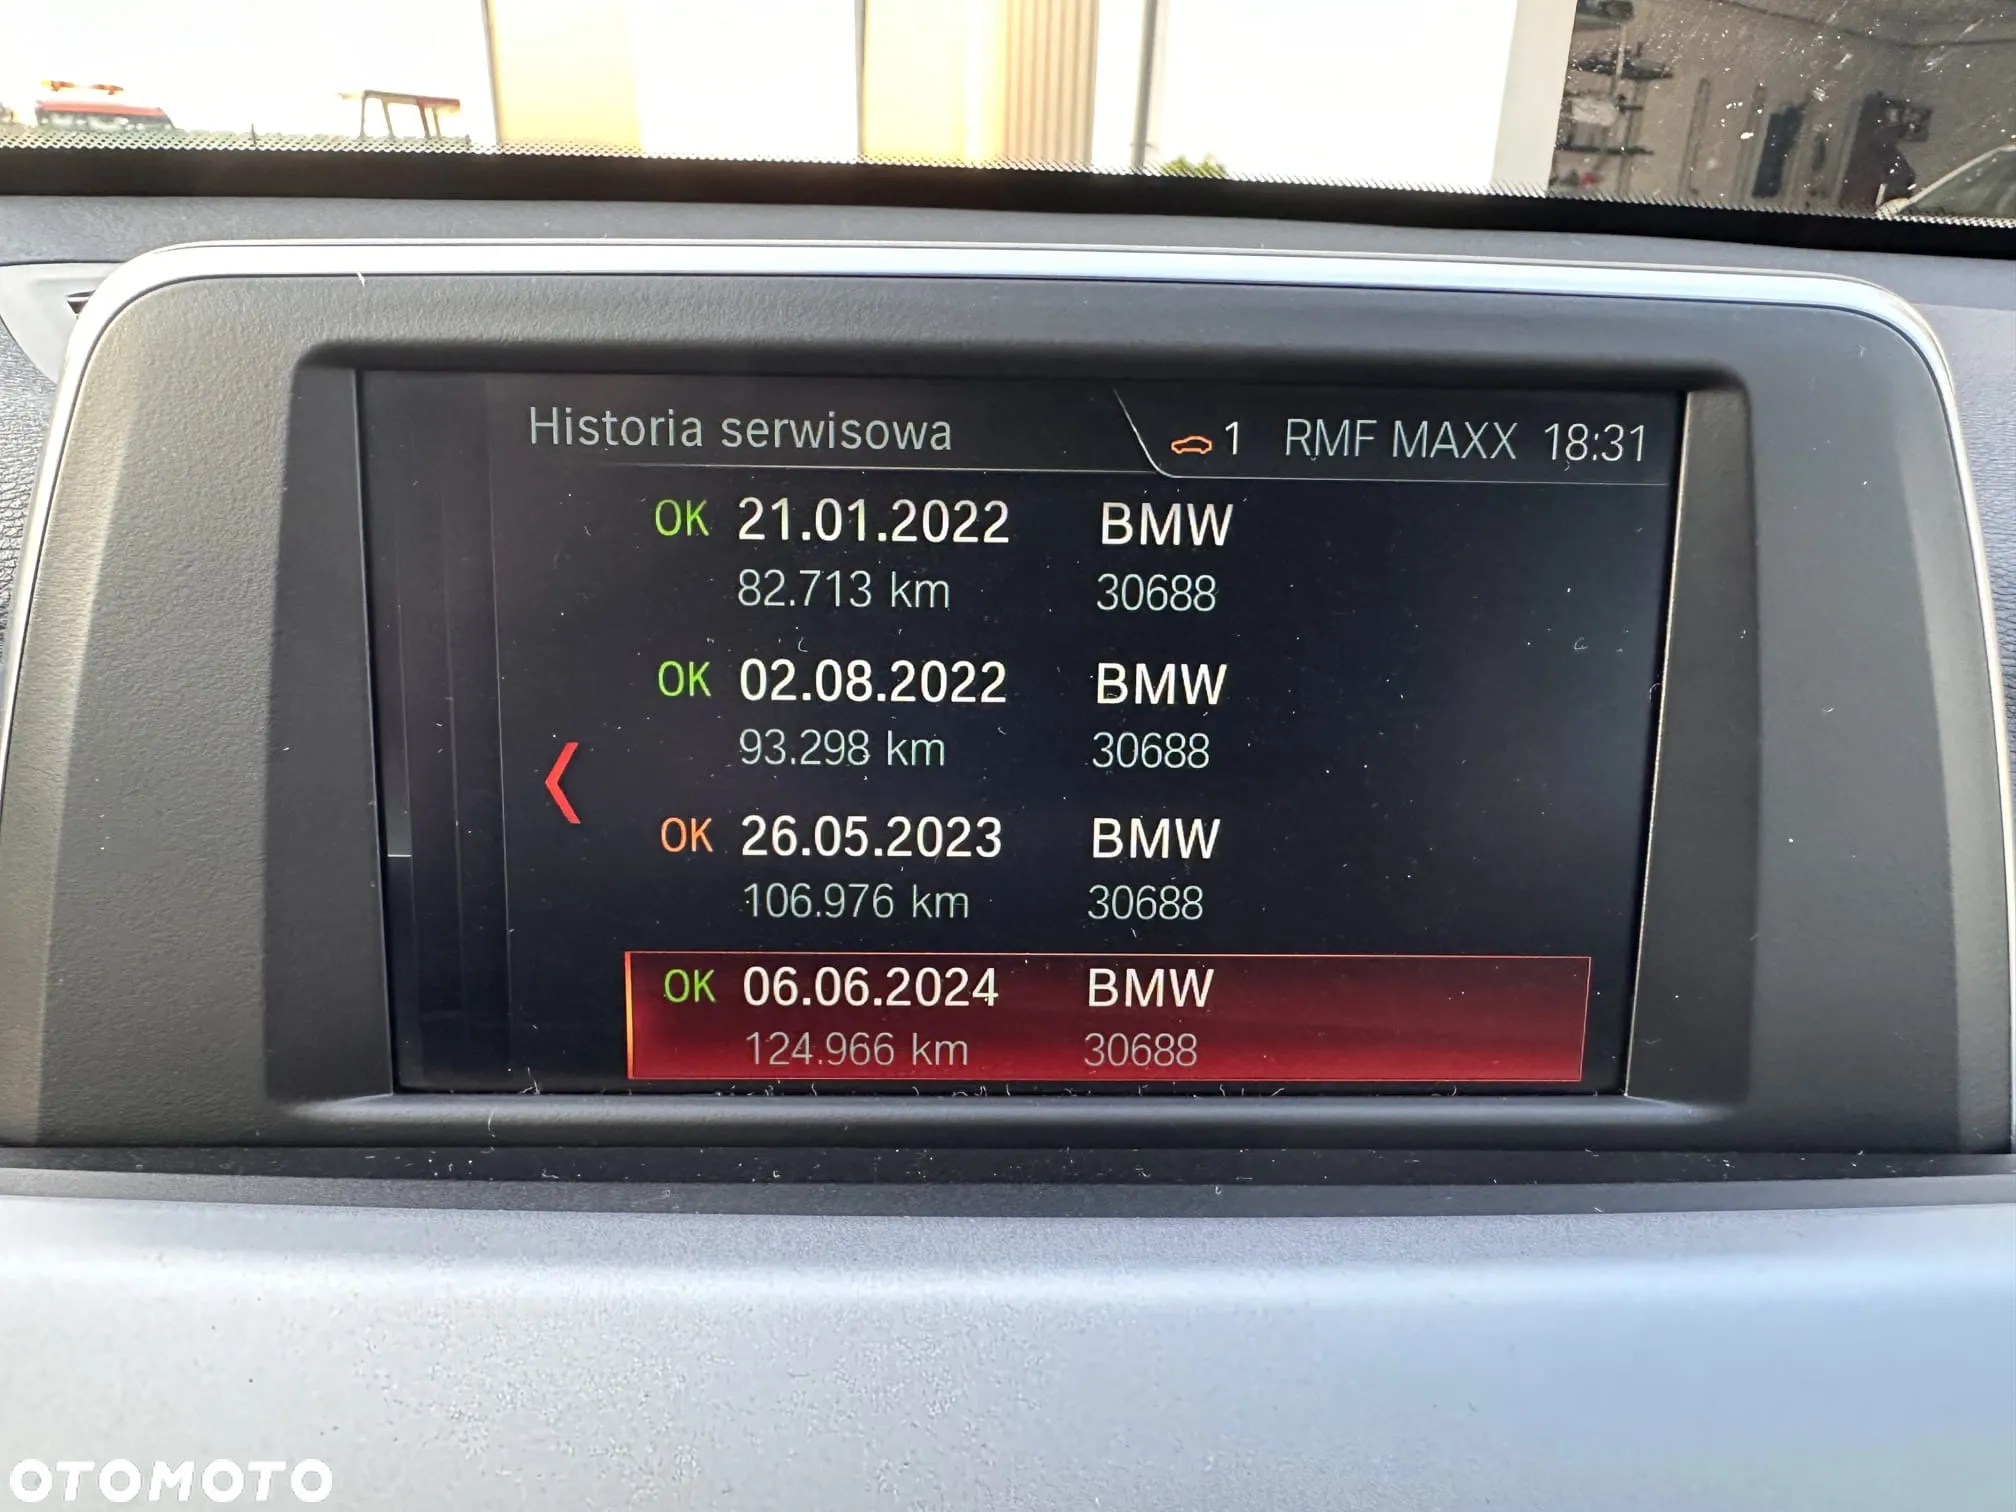 Historia serwisowa
1 RMF MAXX 18:31
OK 21.01.2022 BMW
82.713 km 30688
OK 02.08.2022 BMW
93.298 km 30688
OK 26.05.2023 BMW
106.976 km 30688
OK 06.06.2024 BMW
124.966 km 30688
OTOMOTO